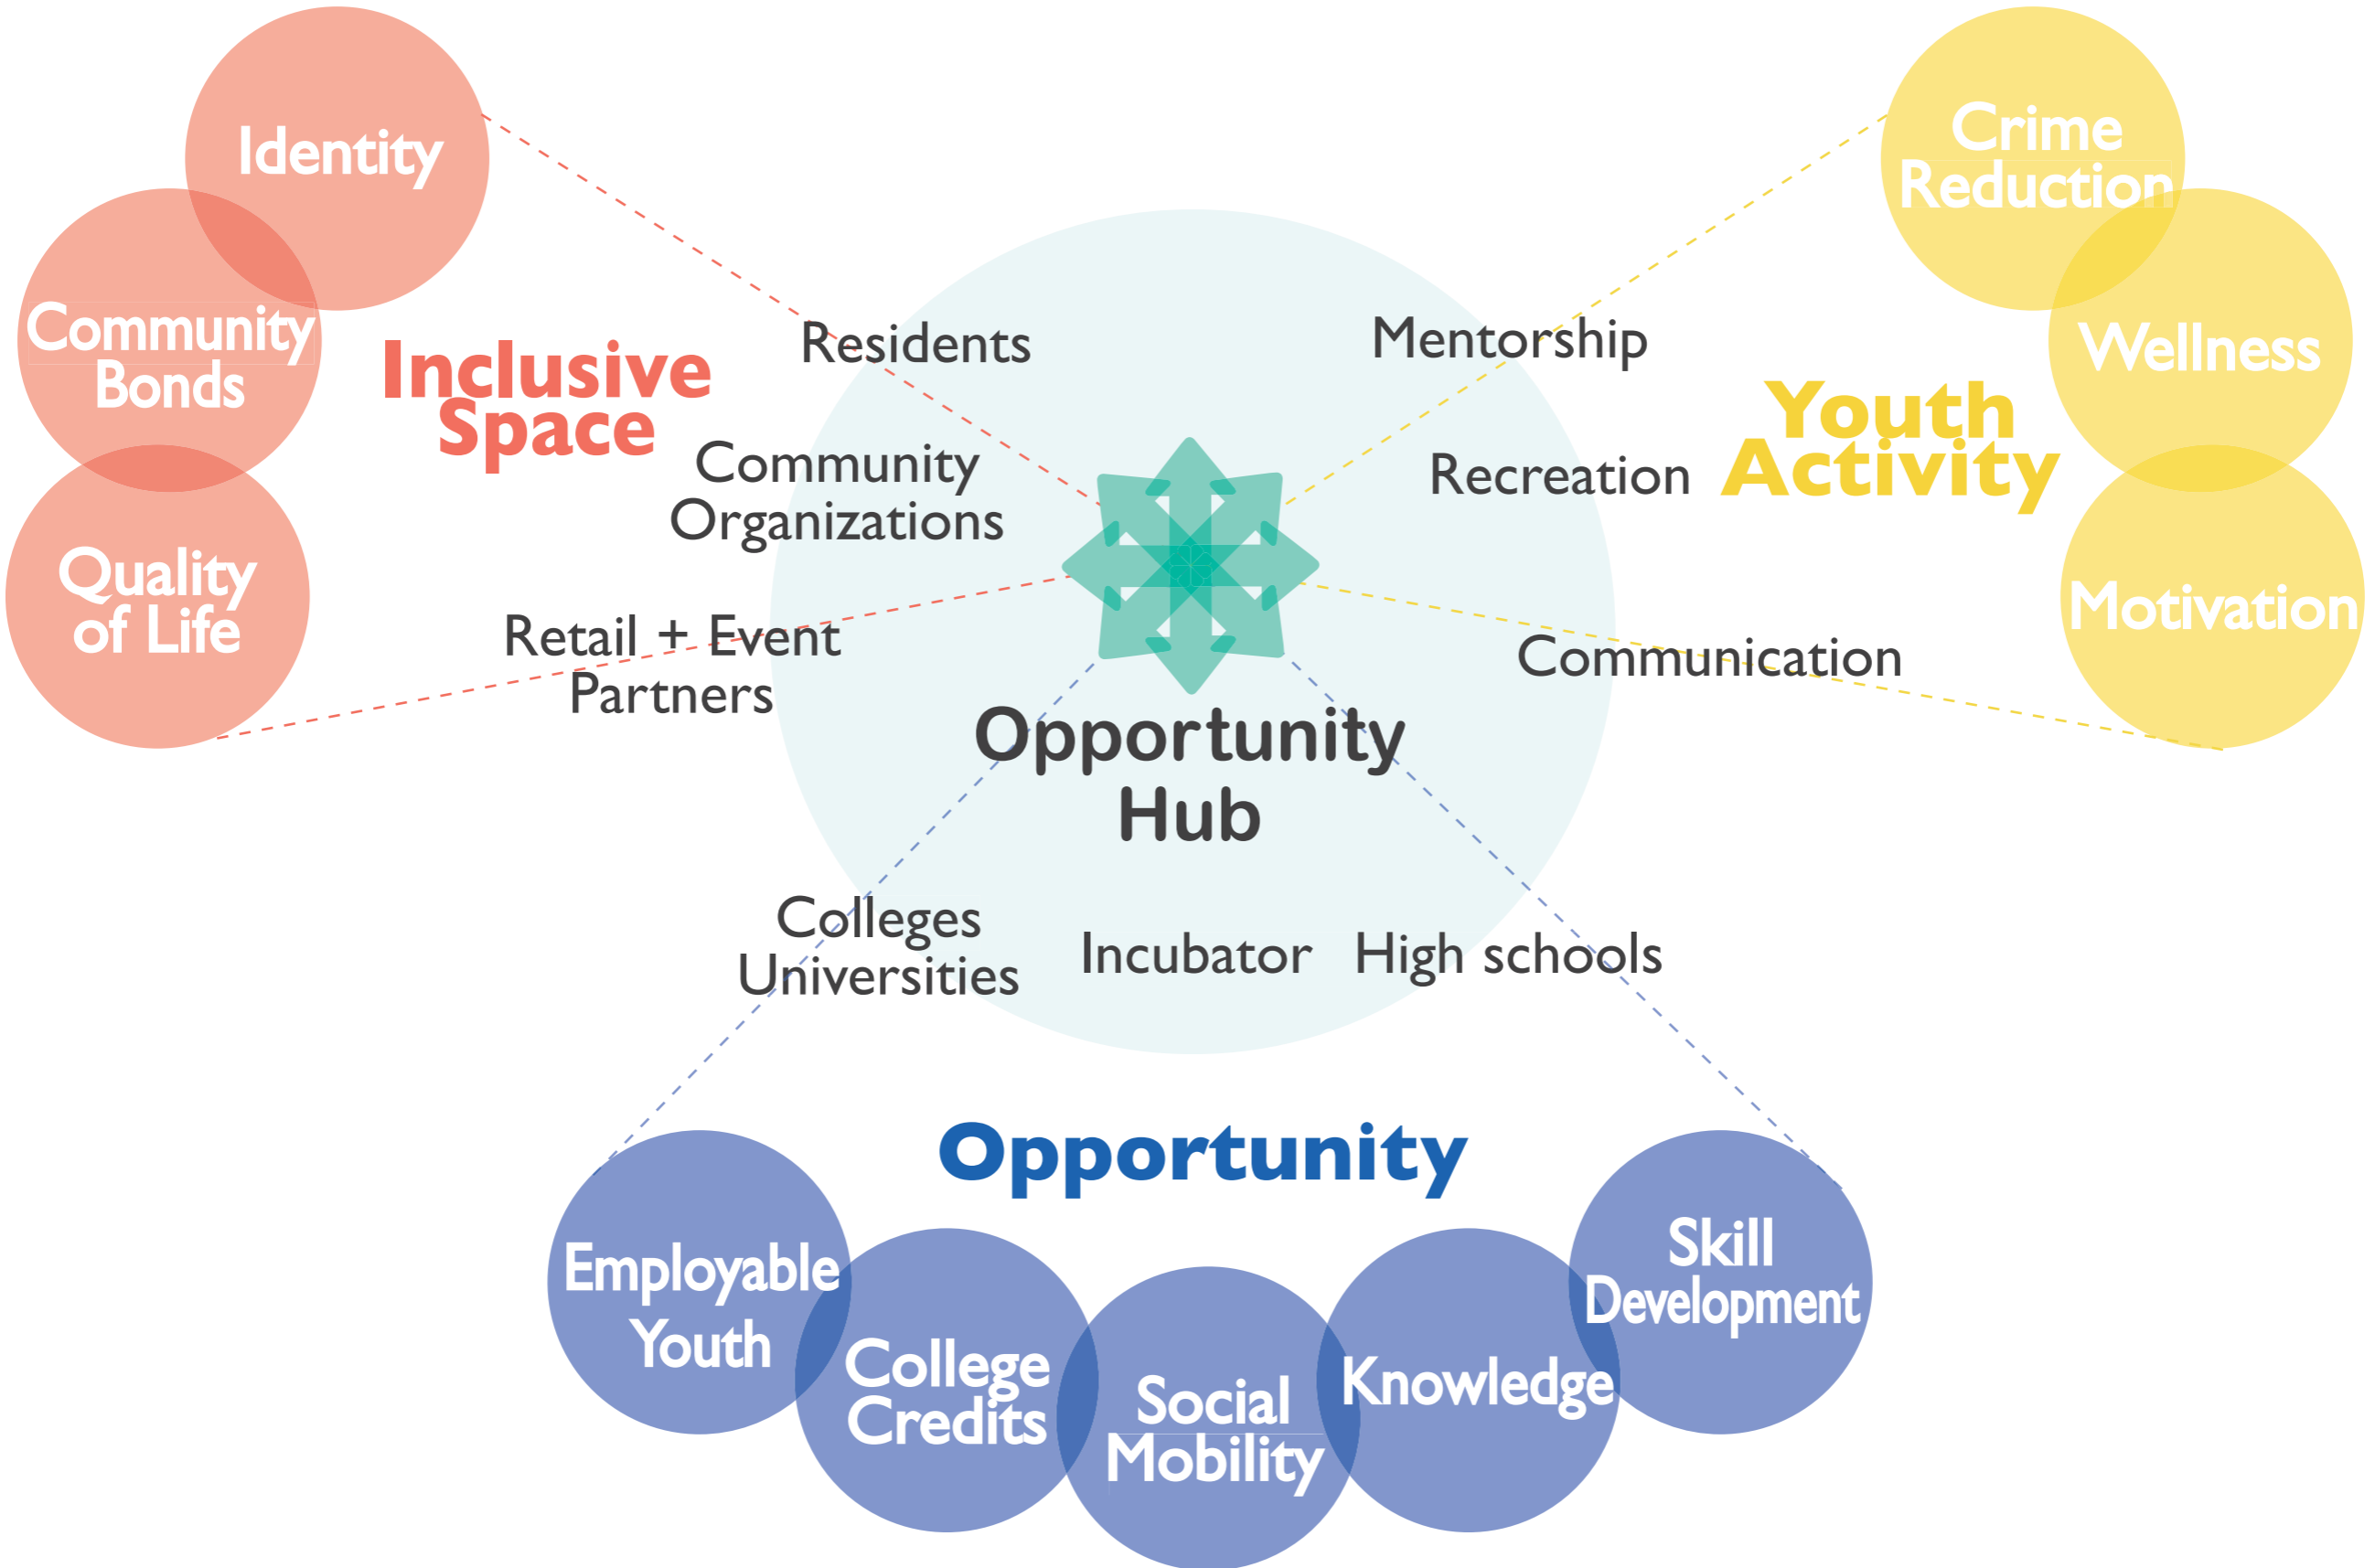 Identity
Community
Bonds
Quality
of Life
Inclusive
Space
Residents
Community
Organizations
Retail + Event
Partners
Crime
Reduction
Wellness
Motivation
Youth
Activity
Mentorship
Recreation
Communication
Opportunity
Hub
Colleges
Universities
Incubator
High schools
Opportunity
Employable
Youth
College
Credits
Social
Mobility
Knowledge
Skill
Development